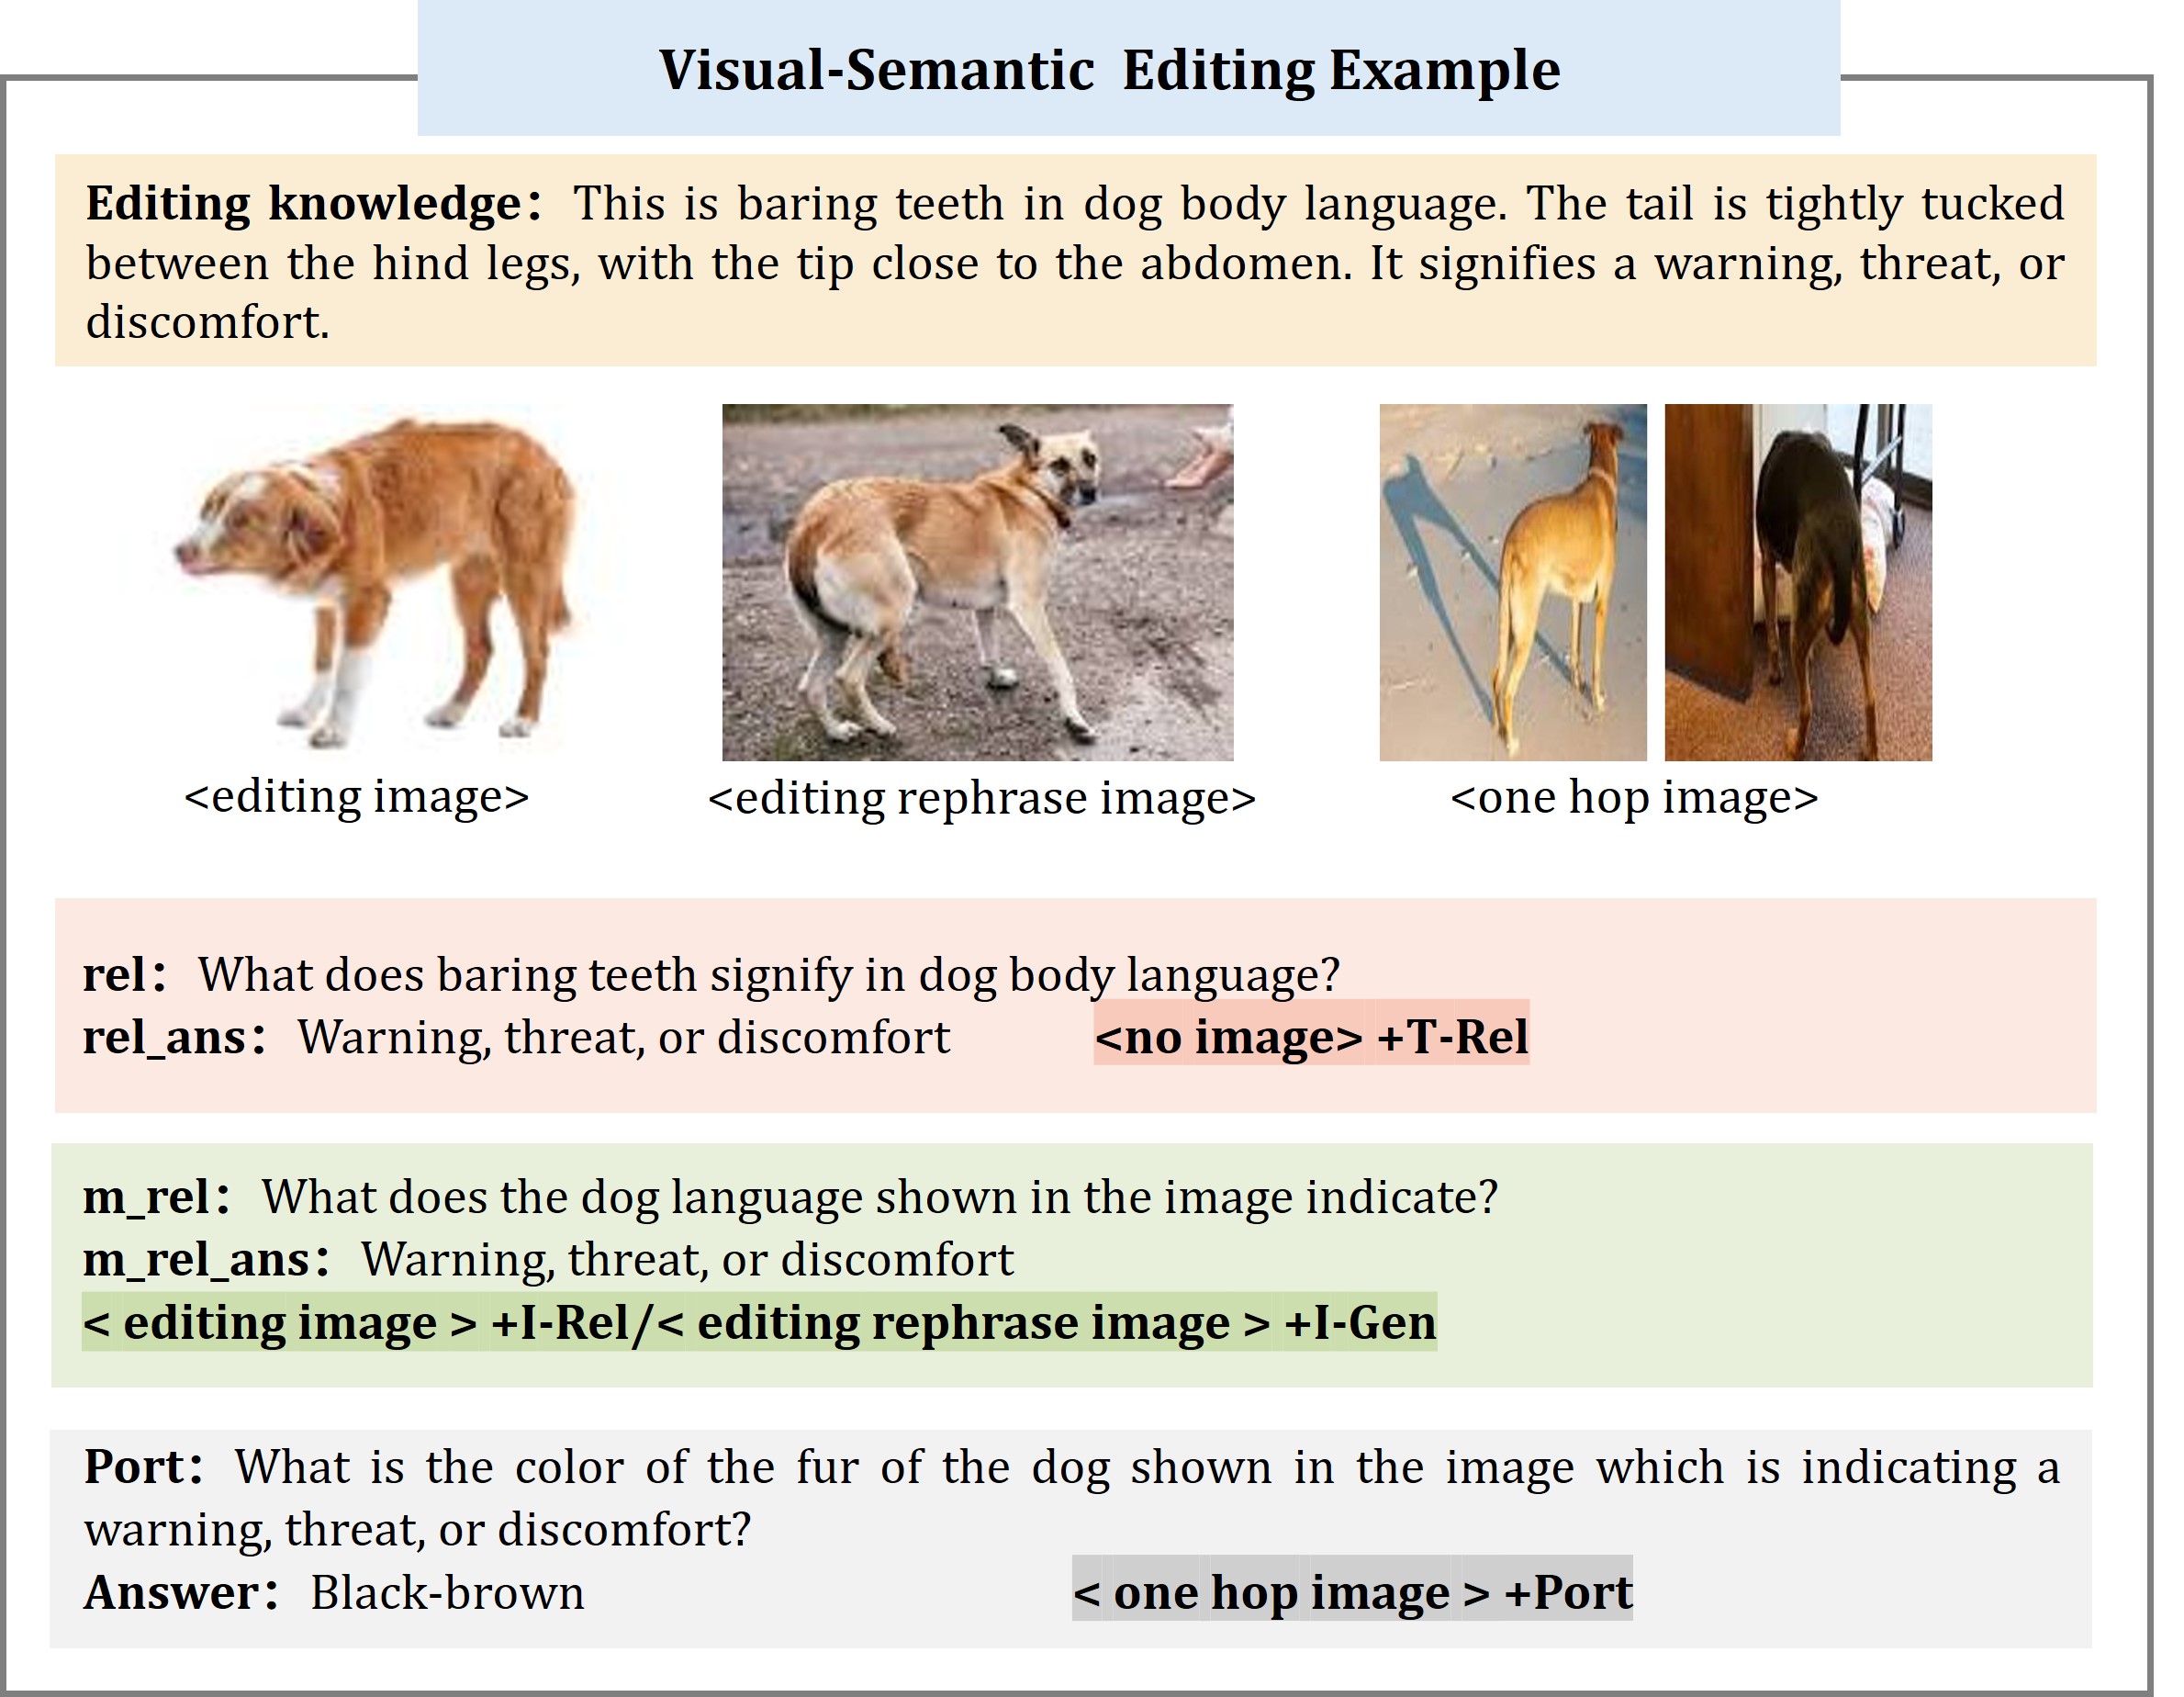 Visual-Semantic Editing Example
Editing knowledge: This is baring teeth in dog body language. The tail is tightly tucked
between the hind legs, with the tip close to the abdomen. It signifies a warning, threat, or
discomfort.
<editing image>
<editing rephrase image>
<one hop image>
rel: What does baring teeth signify in dog body language?
rel_ans: Warning, threat, or discomfort <no image> +T-Rel
m_rel: What does the dog language shown in the image indicate?
m_rel_ans: Warning, threat, or discomfort
< editing image > +I-Rel/< editing rephrase image > +I-Gen
Port: What is the color of the fur of the dog shown in the image which is indicating a
warning, threat, or discomfort?
Answer: Black-brown < one hop image > +Port